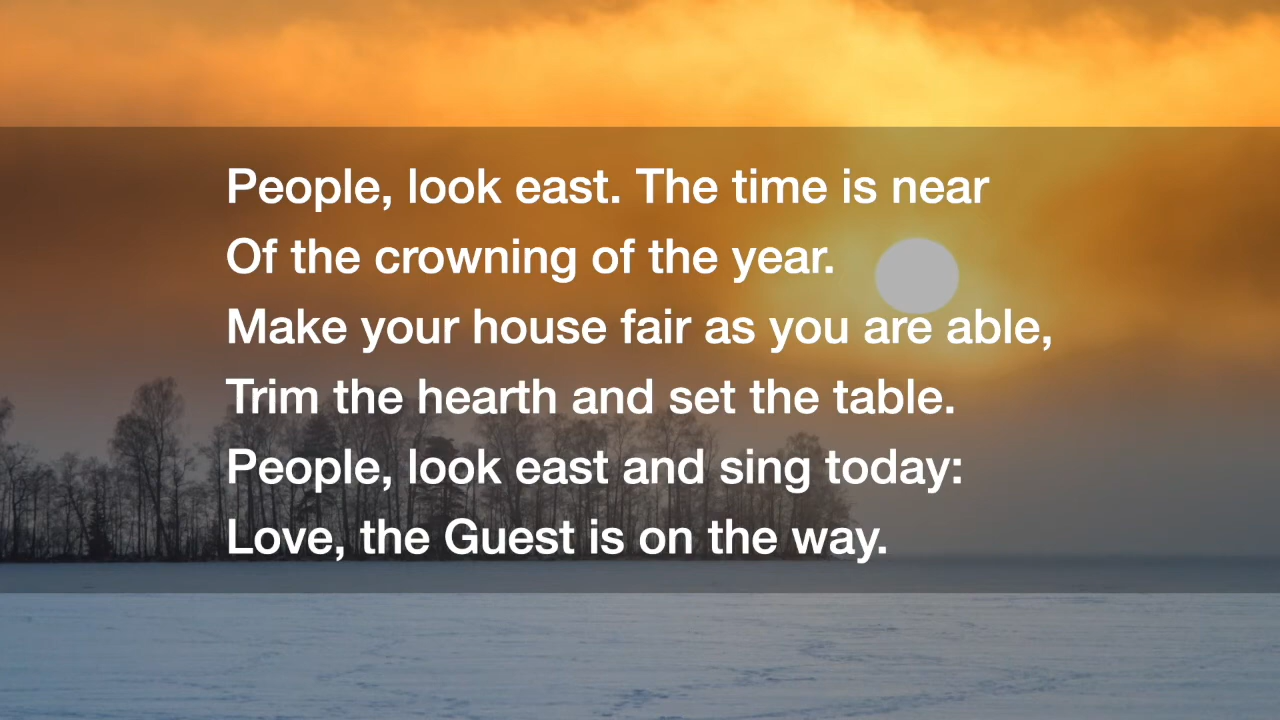 People, look east. The time is near
Of the crowning of the year.
Make your house fair as you are able,
Trim the hearth and set the table.
People, look east and sing today:
Love, the Guest is on the way.